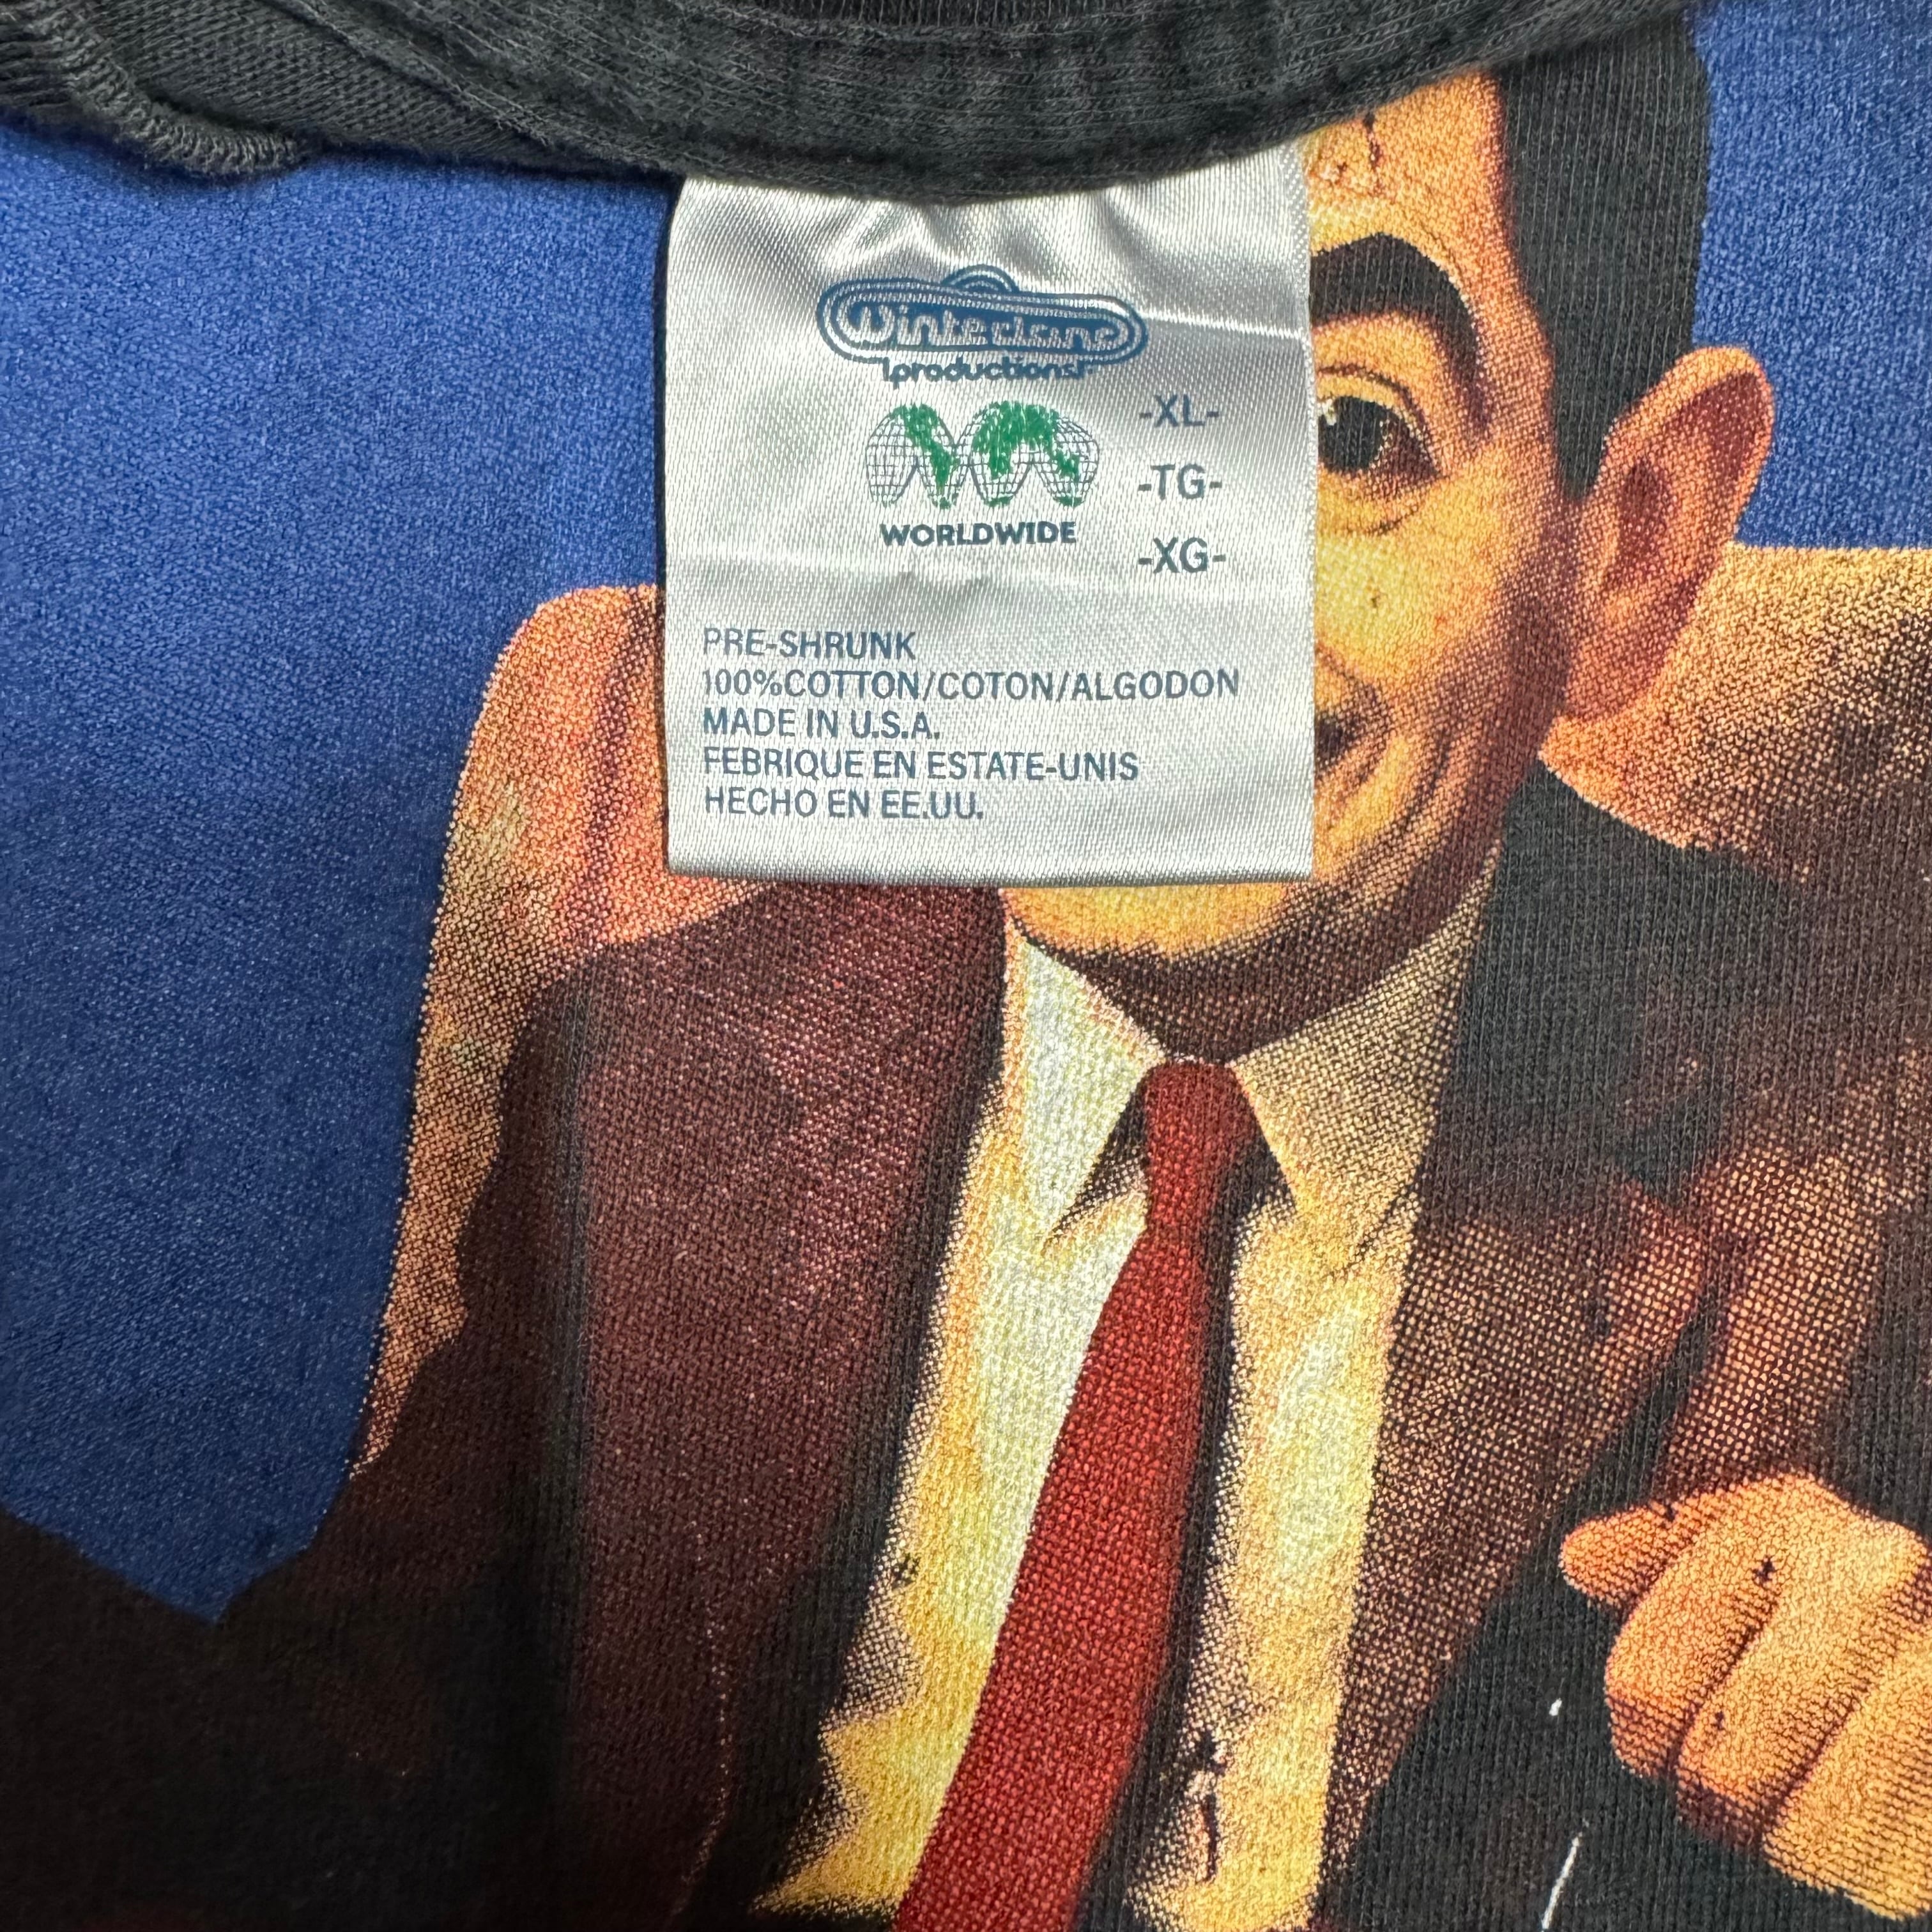 Winterland
productions
WORLDWIDE
-XL-
-TG-
-XG-
PRE-SHRUNK
100%COTTON/COTON/ALGODON
MADE IN U.S.A.
FEBRIQUE EN ESTATE-UNIS
HECHO EN EE.UU.